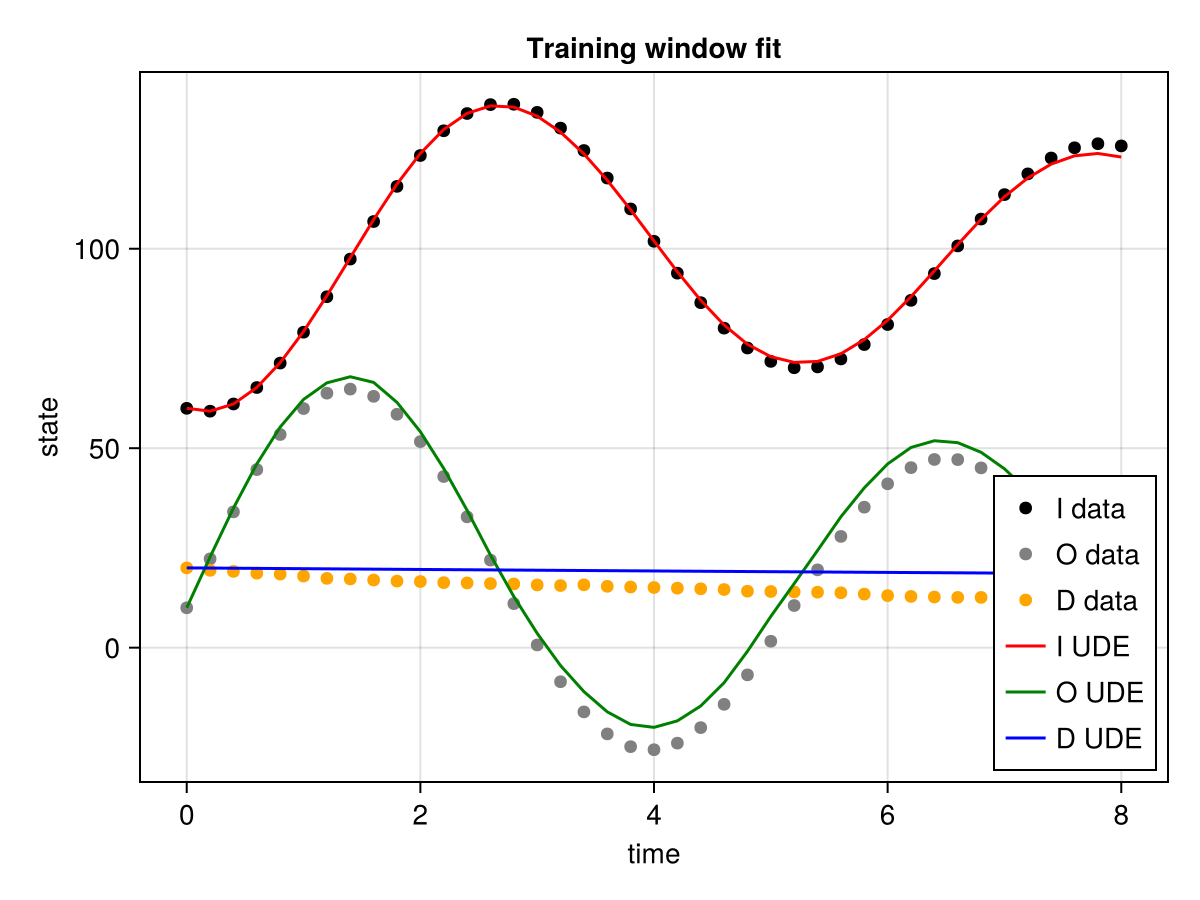 Training window fit
100
50
0
state
0 2 4 6 8
time
I data
O data
D data
I UDE
O UDE
D UDE